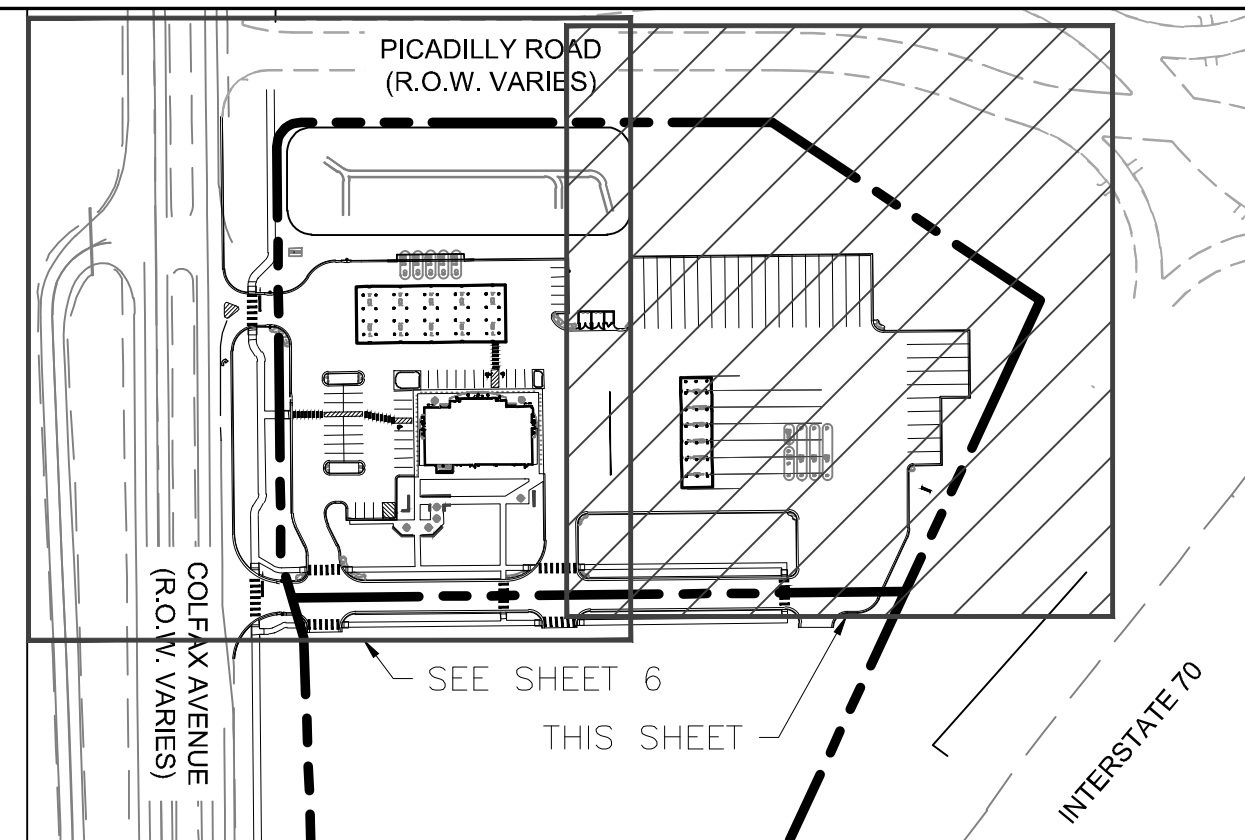 PICADILLY ROAD
(R.O.W. VARIES)
COLFAX AVENUE
(R.O.W. VARIES)
SEE SHEET 6
THIS SHEET
INTERSTATE 70